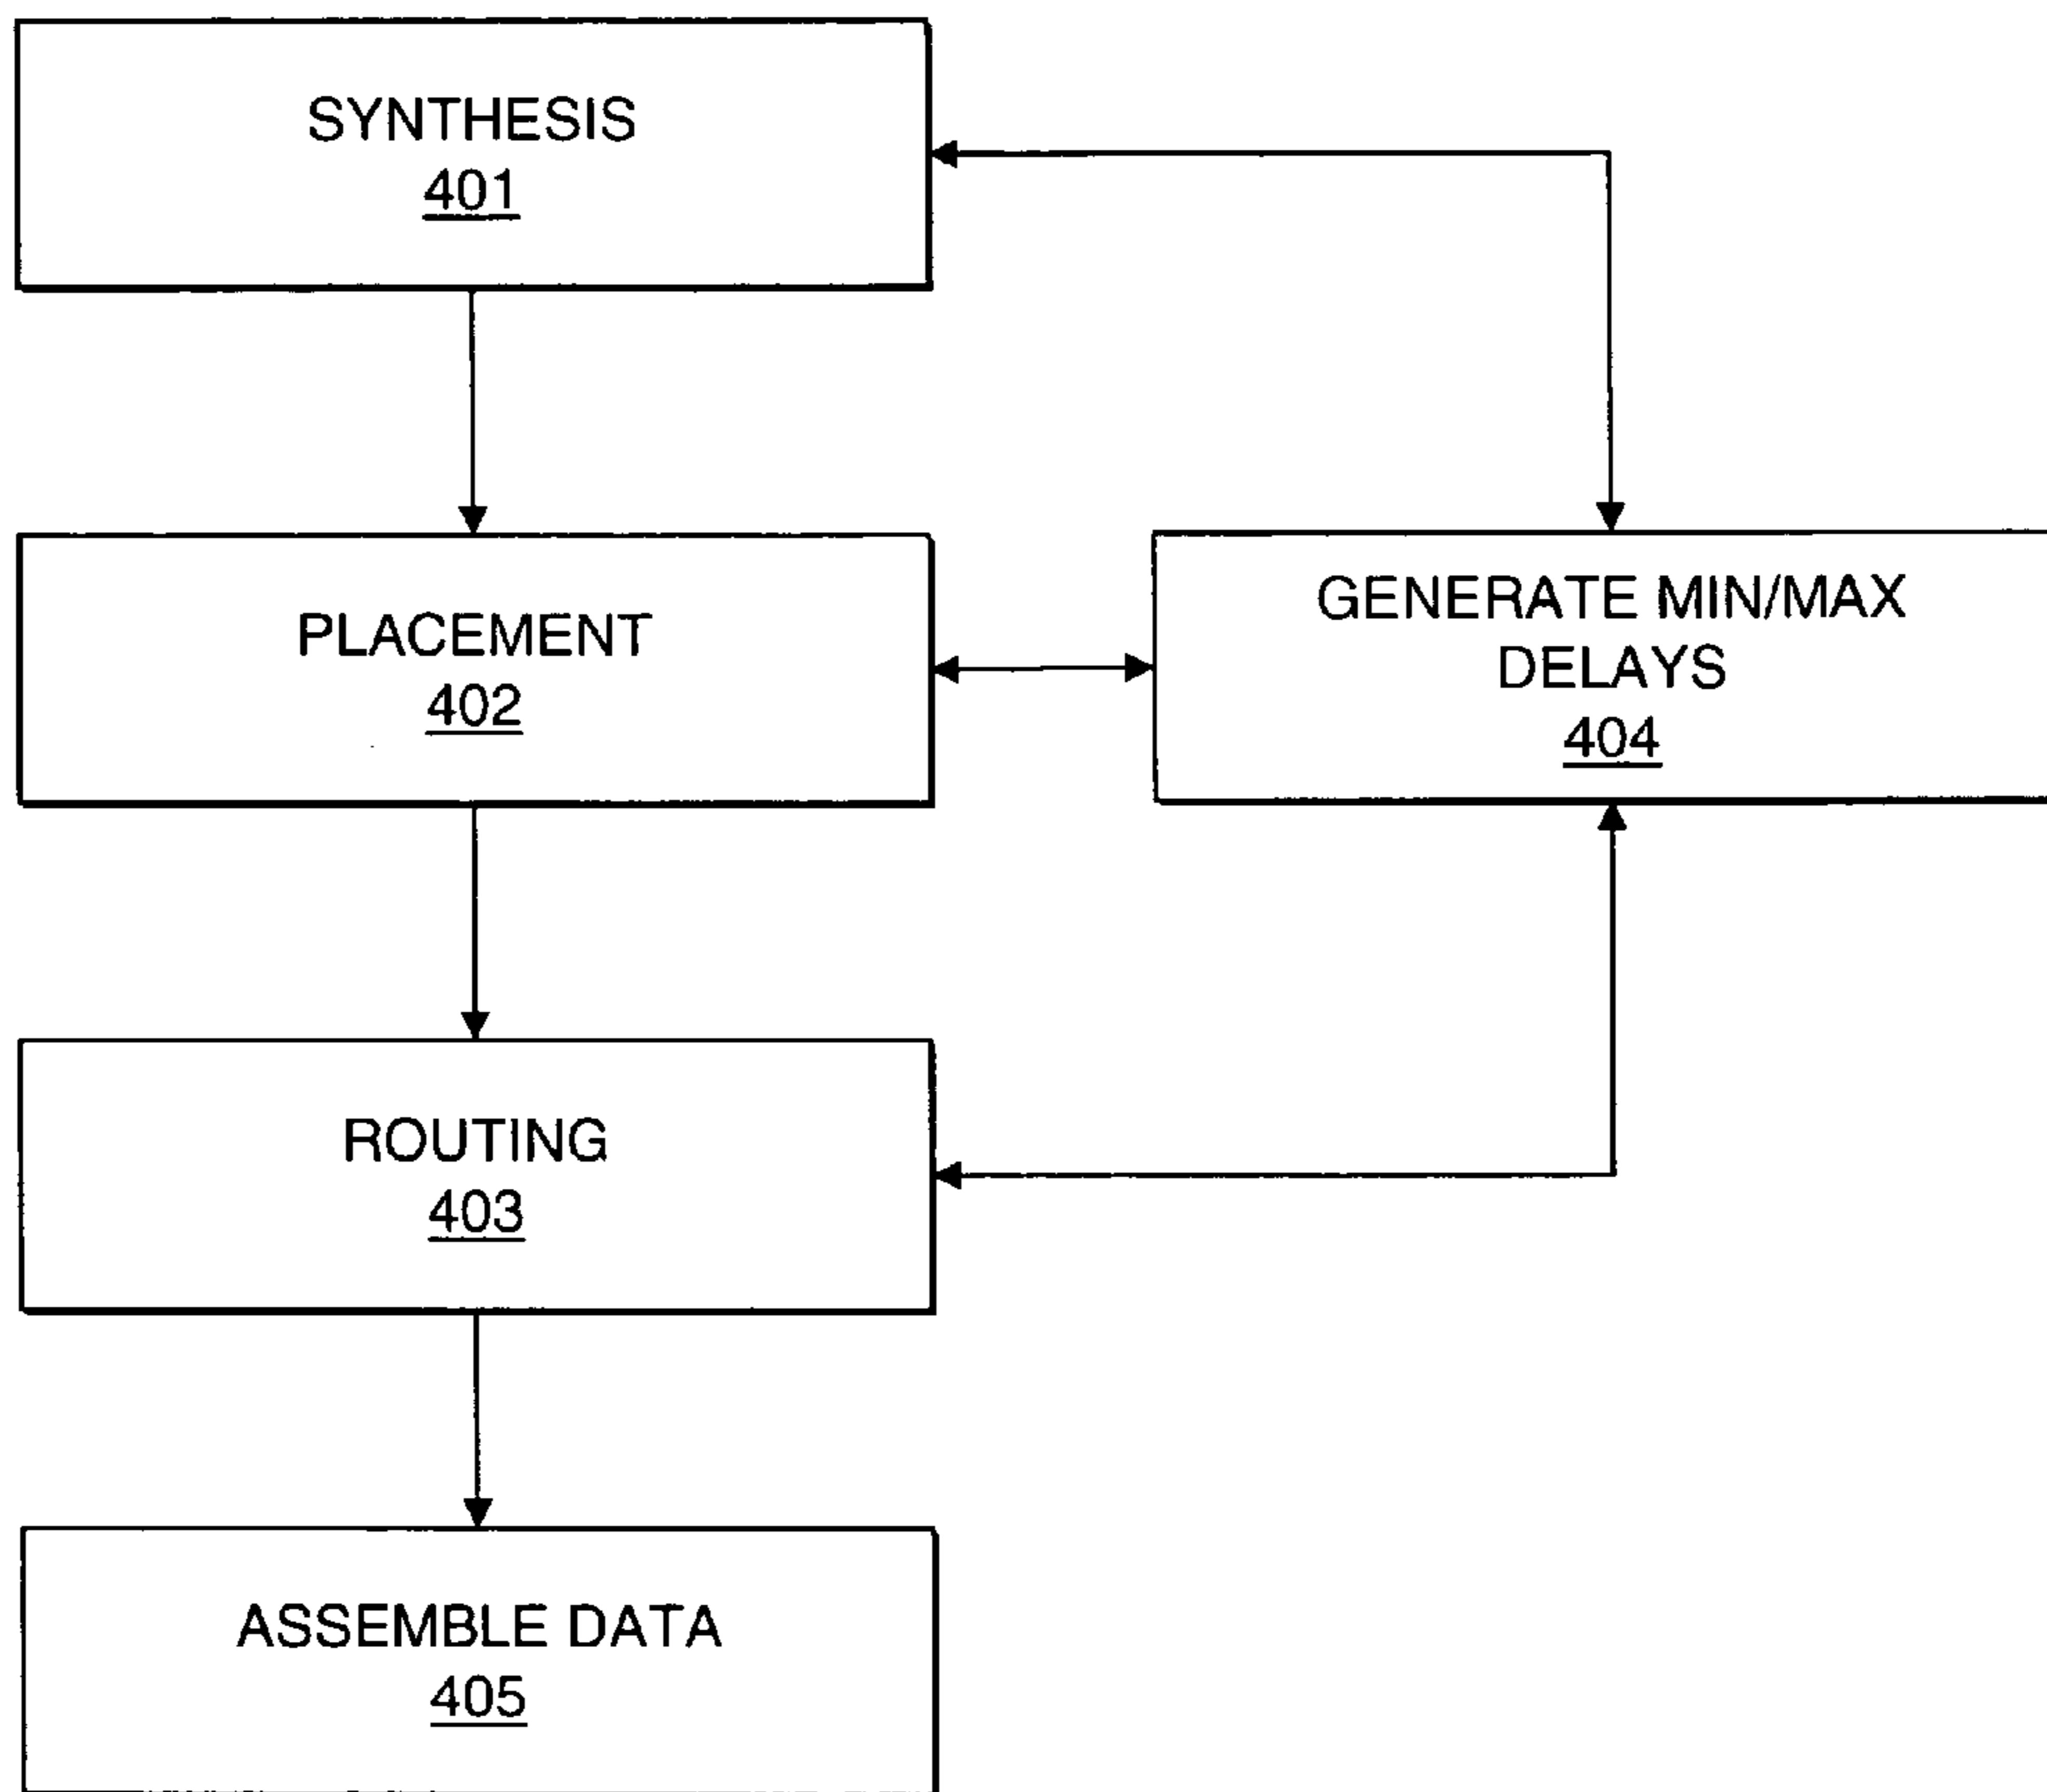 SYNTHESIS
401
PLACEMENT
402
GENERATE MIN/MAX
DELAYS
404
ROUTING
403
ASSEMBLE DATA
405